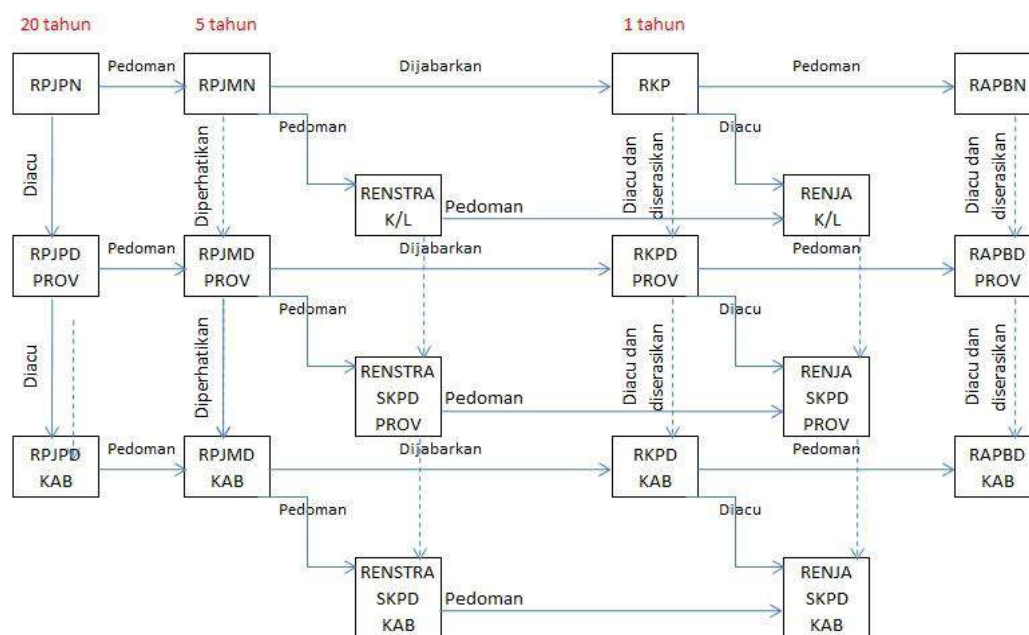 20 tahun
5 tahun
1 tahun
RPJPN
Pedoman
RPJMN
Dijabarkan
RKP
Pedoman
RAPBN
Diacu
Diperhatikan
Pedoman
Diacu dan
diserasikan
Diacu
Diacu dan
diserasikan
RENSTRA
K/L
Pedoman
RENJA
K/L
RPJPD
PROV
Pedoman
RPJMD
PROV
Dijabarkan
RKPD
PROV
Pedoman
RAPBD
PROV
Diacu
Diperhatikan
Pedoman
Diacu dan
diserasikan
Diacu
Diacu dan
diserasikan
RENSTRA
SKPD
PROV
Pedoman
RENJA
SKPD
PROV
RPJPD
KAB
Pedoman
RPJMD
KAB
Dijabarkan
RKPD
KAB
Pedoman
RAPBD
KAB
Pedoman
Diacu
RENSTRA
SKPD
KAB
Pedoman
RENJA
SKPD
KAB